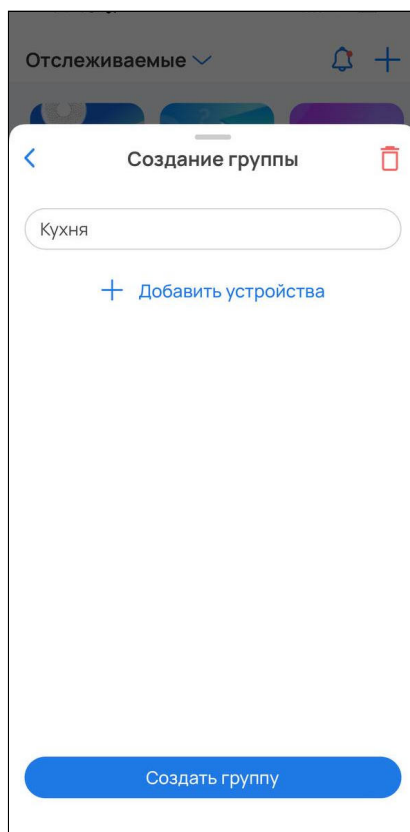 Отслеживаемые
Создание группы
Кухня
Добавить устройства
Создать группу